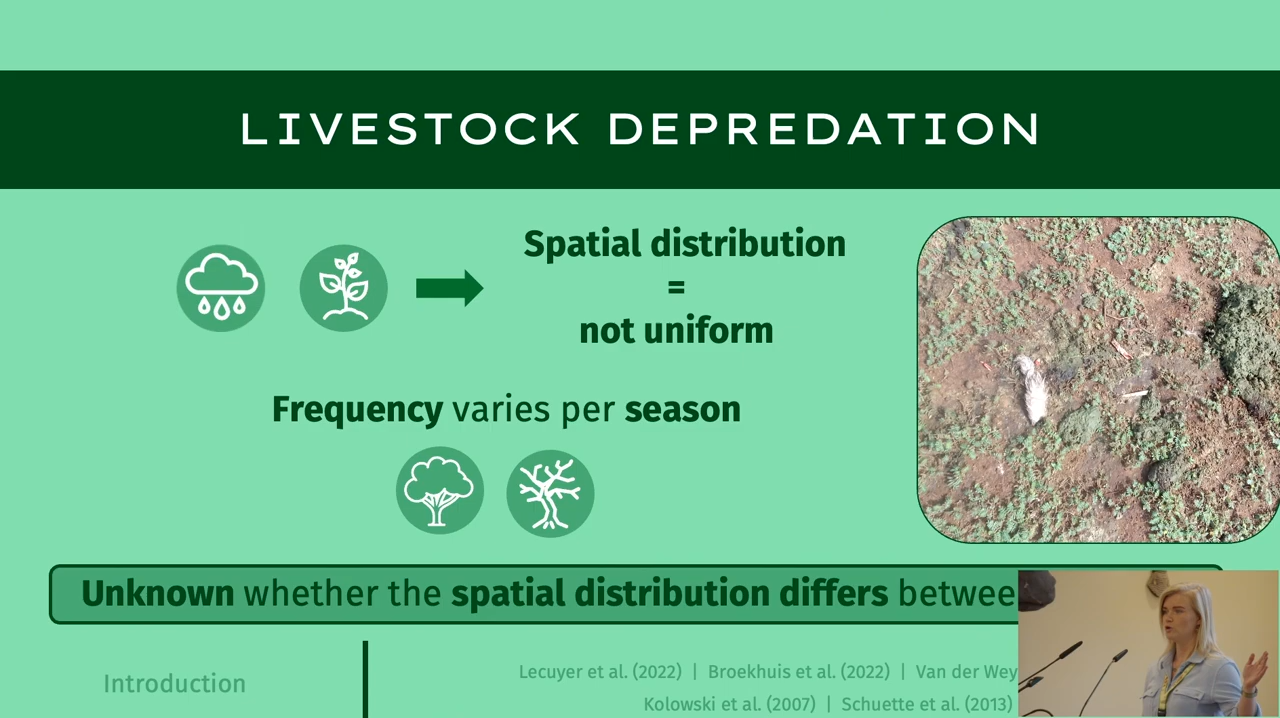 LIVESTOCK DEPREDATION
Spatial distribution
=
not uniform
Frequency varies per season
Unknown whether the spatial distribution differs
Introduction
Lecuyer et al. (2022) | Broekhuis et al. (2022) | Van der
Kolowski et al. (2007) | Schuette et al. (2013)